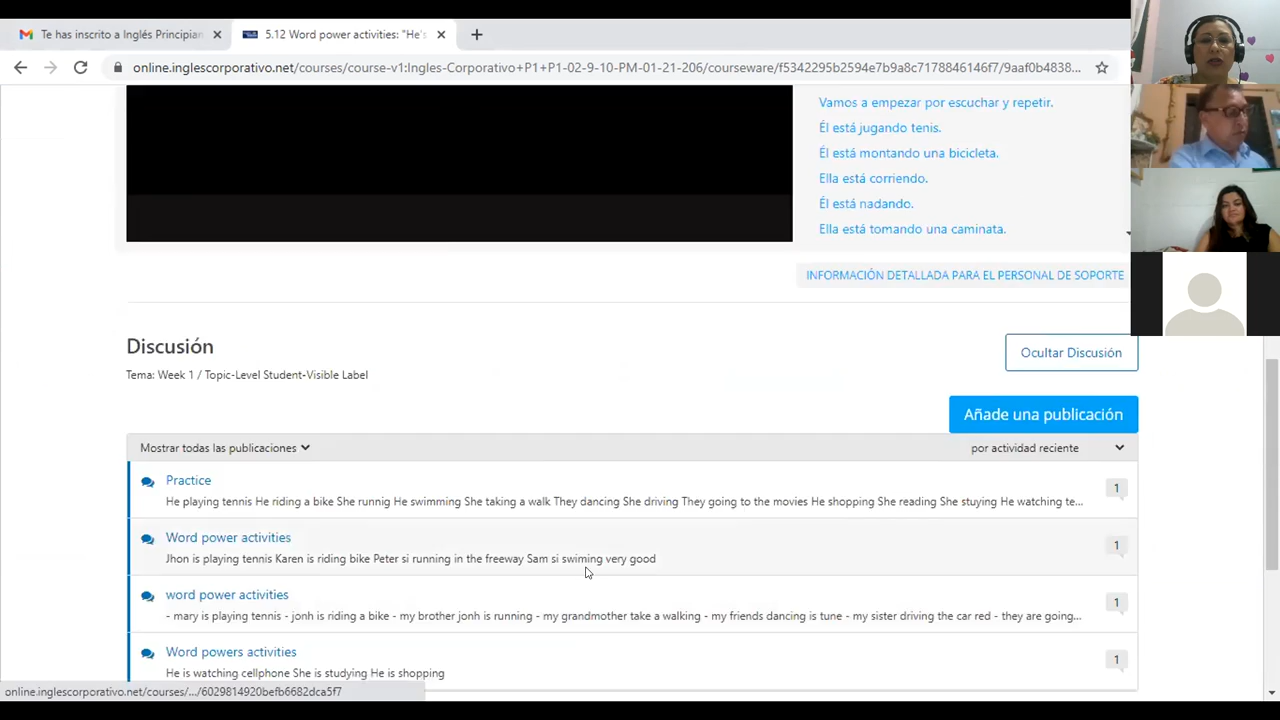 Te has inscrito a Inglés Principian
5.12 Word power activities: "He's
online.inglescorporativo.net/courses/course-v1:Ingles-Corporativo+P1+P1-02-9-10-PM-01-21-206/courseware/f5342295b2594e7b9a8c7178846146f7/9aaf0b4838...
Vamos a empezar por escuchar y repetir.
Él está jugando tenis.
Él está montando una bicicleta.
Ella está corriendo.
Él está nadando.
Ella está tomando una caminata.
INFORMACIÓN DETALLADA PARA EL PERSONAL DE SOPORTE
Discusión
Ocultar Discusión
Tema: Week 1 / Topic-Level Student-Visible Label
Añade una publicación
Mostrar todas las publicaciones
por actividad reciente
Practice
He playing tennis He riding a bike She runnig He swimming She taking a walk They dancing She driving They going to the movies He shopping She reading She stuying He watching te...
1
Word power activities
Jhon is playing tennis Karen is riding bike Peter si running in the freeway Sam si swiming very good
1
word power activities
- mary is playing tennis - jonh is riding a bike - my brother jonh is running - my grandmother take a walking - my friends dancing is tune - my sister driving the car red - they are going...
1
Word powers activities
He is watching cellphone She is studying He is shopping
1
online.inglescorporativo.net/courses/.../6029814920befb6682dca5f7